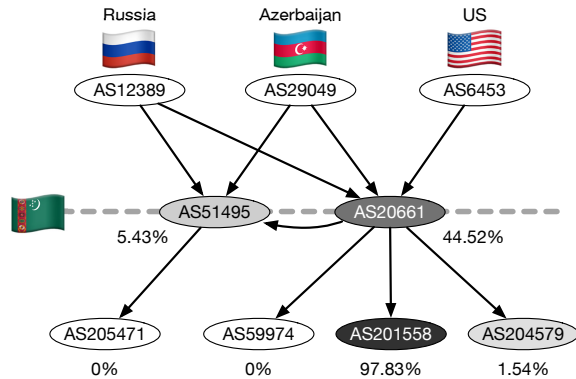 Russia
Azerbaijan
US
AS12389
AS29049
AS6453
AS51495
AS20661
5.43%
44.52%
AS205471
AS59974
AS201558
AS204579
0%
0%
97.83%
1.54%